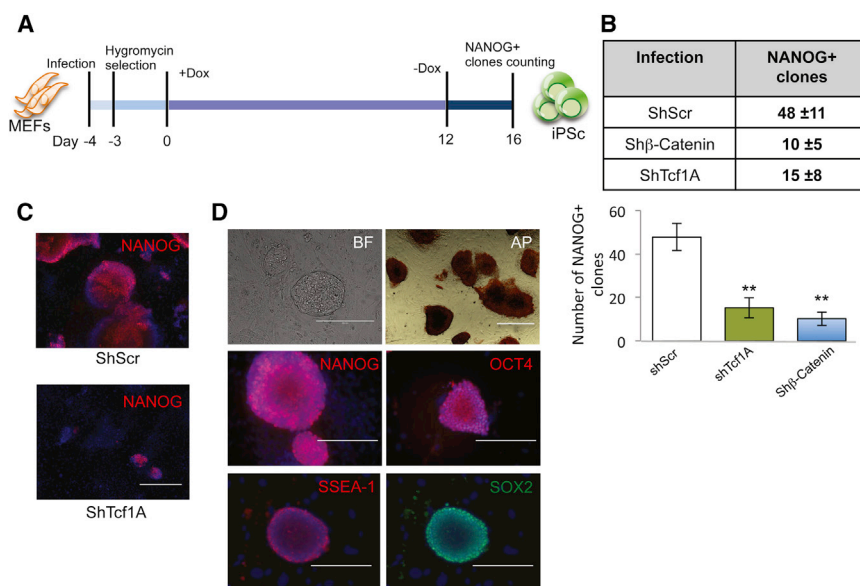 A
Infection
Hygromycin
selection
+Dox
-Dox
NANOG+
clones counting
MEFs
iPSc
Day -4 -3 0 12 16
B
Infection NANOG+
clones
ShScr 48 ±11
Shβ-Catenin 10 ±5
ShTcf1A 15 ±8
Number of NANOG+
clones
60
40
20
0
**
**
shScr
shTcf1A
Shβ-Catenin
C
NANOG
ShScr
NANOG
ShTcf1A
D
BF
AP
NANOG
OCT4
SSEA-1
SOX2